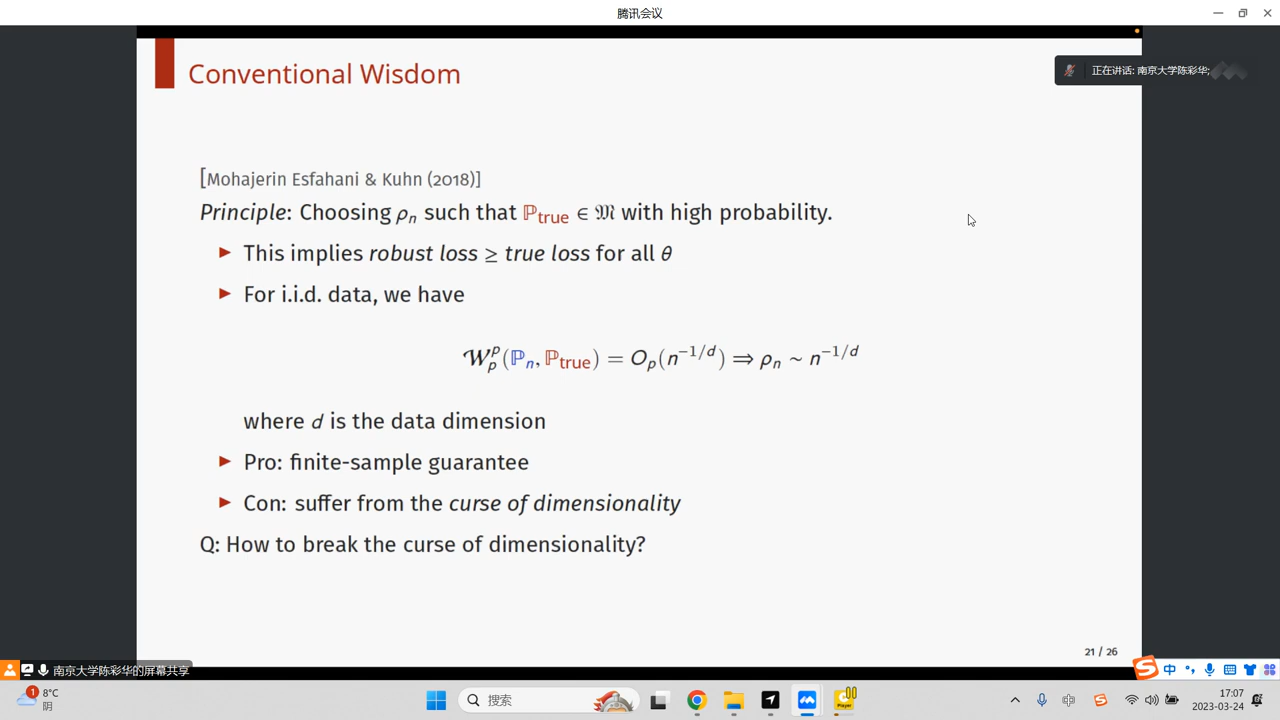 腾讯会议
Conventional Wisdom
正在讲话: 南京大学陈彩华;
[Mohajerin Esfahani & Kuhn (2018)]
Principle: Choosing ρₙ such that ℙtrue ∈ 𝔐 with high probability.
► This implies robust loss ≥ true loss for all θ
► For i.i.d. data, we have
𝒲ₚᵖ(ℙₙ, ℙtrue) = Oₚ(n⁻¹/ᵈ) ⇒ ρₙ ~ n⁻¹/ᵈ
where d is the data dimension
► Pro: finite-sample guarantee
► Con: suffer from the curse of dimensionality
Q: How to break the curse of dimensionality?
21 / 26
南京大学陈彩华的屏幕共享
中
1
8°C
阴
搜索
Player
17:07
2023-03-24